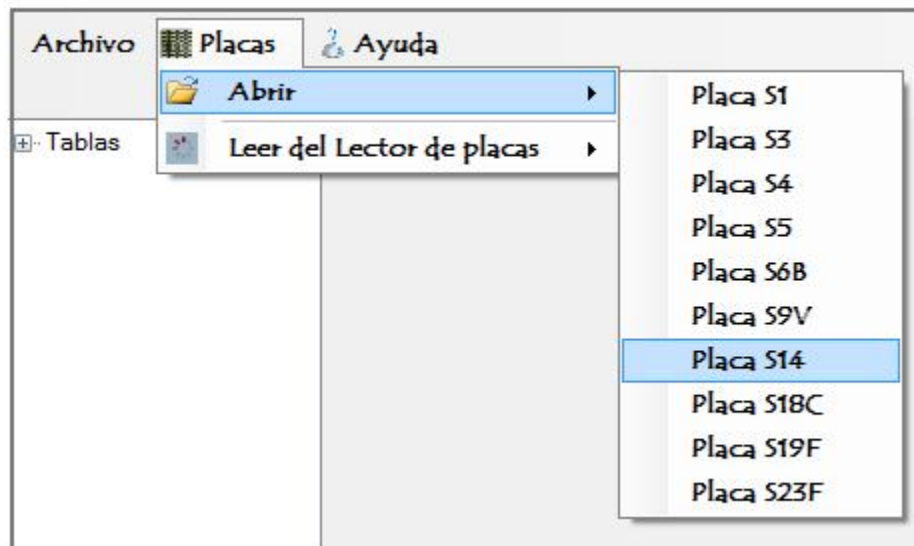 Archivo Placas Ayuda
Abrir
Tablas
Leer del Lector de placas
Placa S1
Placa S3
Placa S4
Placa S5
Placa S6B
Placa S9V
Placa S14
Placa S18C
Placa S19F
Placa S23F